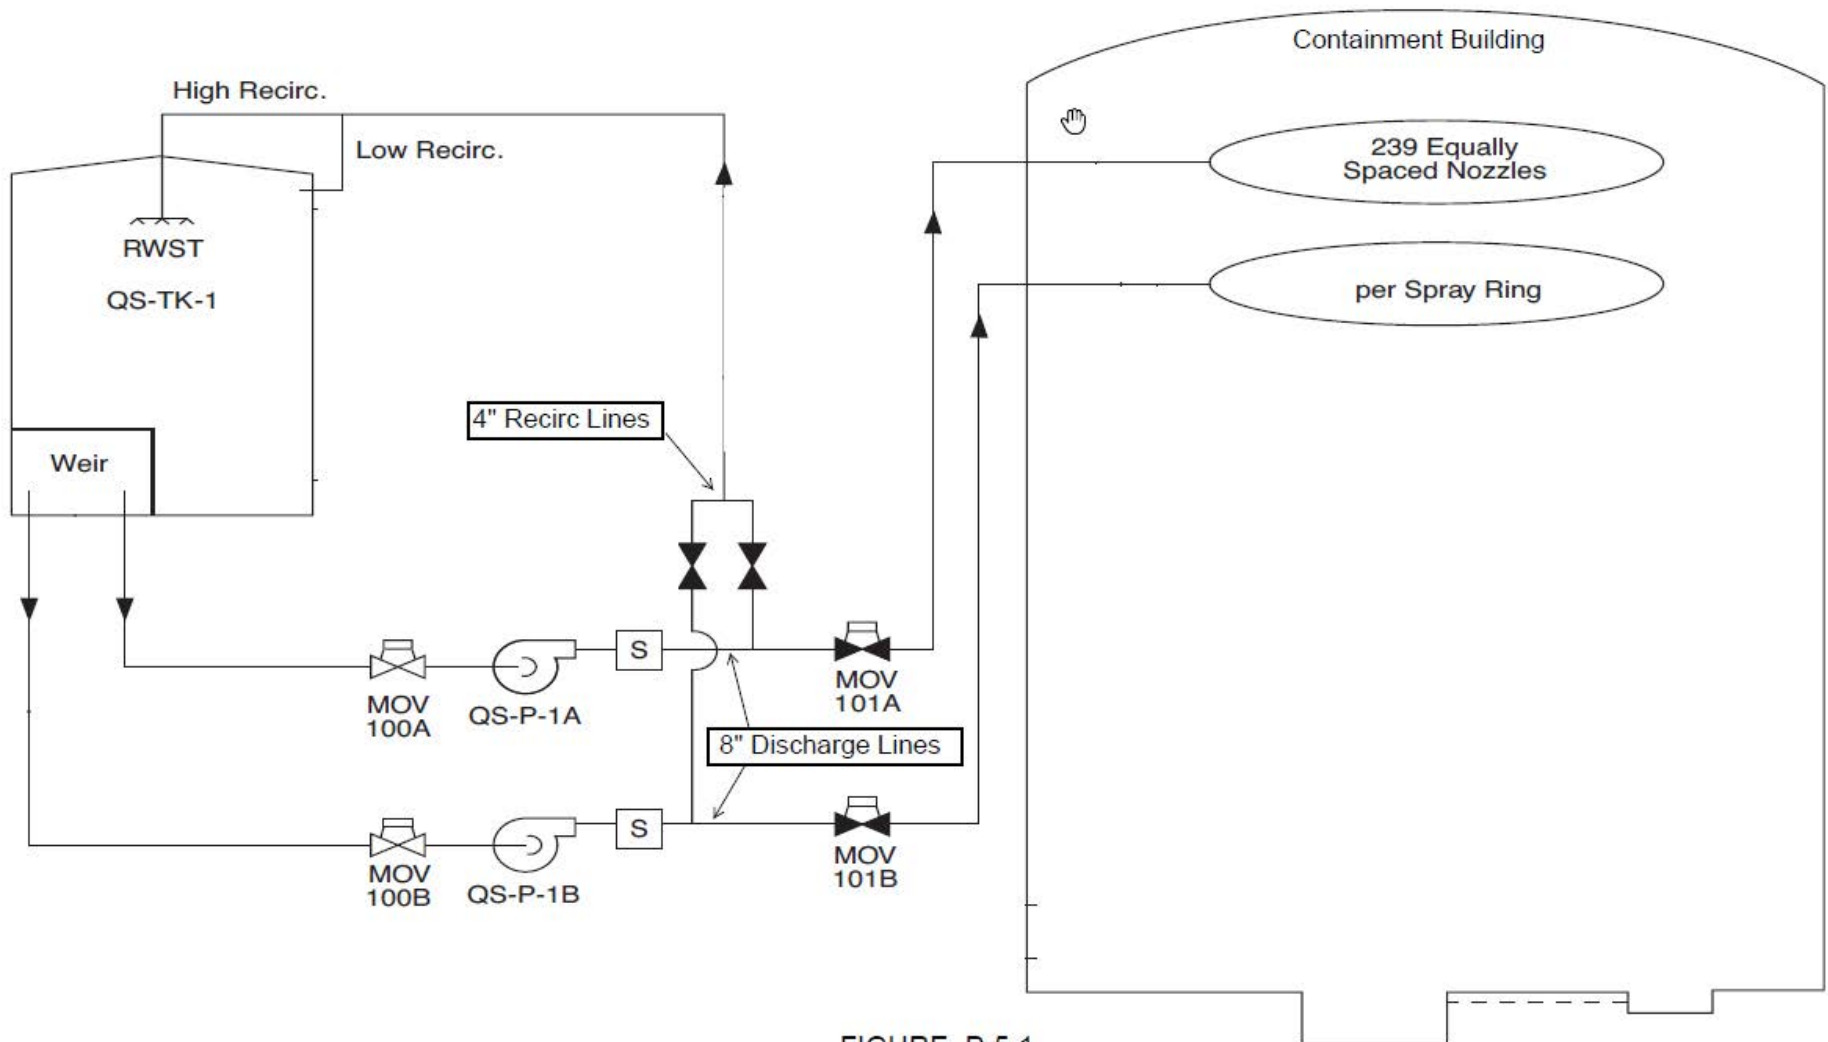 Containment Building
High Recirc.
Low Recirc.
239 Equally
Spaced Nozzles
RWST
QS-TK-1
per Spray Ring
4" Recirc Lines
Weir
S
MOV
100A
QS-P-1A
MOV
101A
8" Discharge Lines
S
MOV
100B
QS-P-1B
MOV
101B